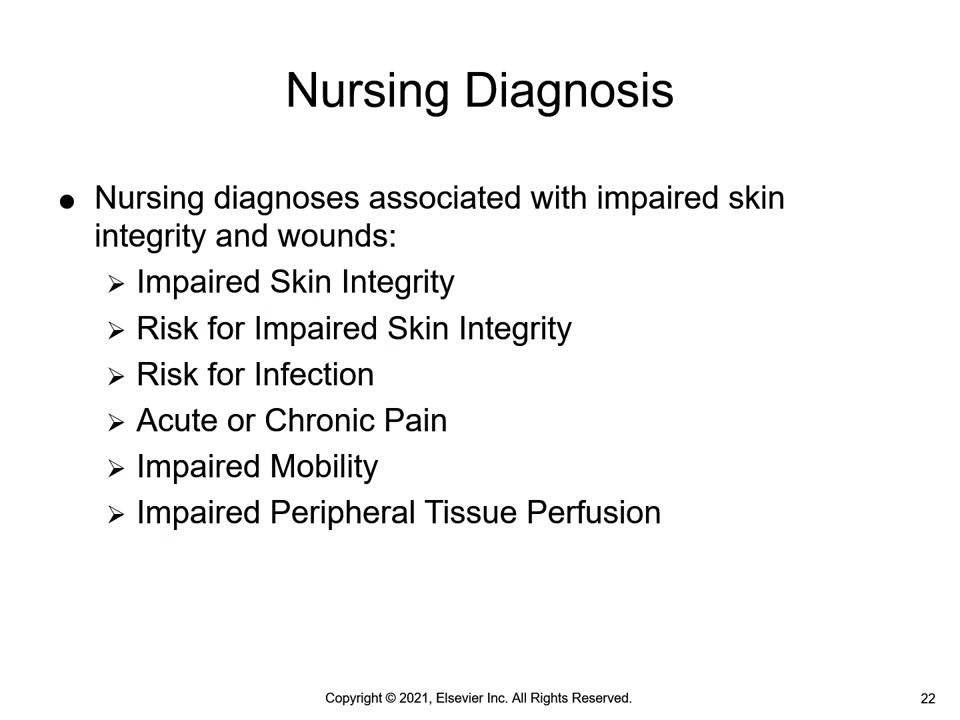 Nursing Diagnosis
● Nursing diagnoses associated with impaired skin
integrity and wounds:
➢ Impaired Skin Integrity
➢ Risk for Impaired Skin Integrity
➢ Risk for Infection
➢ Acute or Chronic Pain
➢ Impaired Mobility
➢ Impaired Peripheral Tissue Perfusion
Copyright © 2021, Elsevier Inc. All Rights Reserved.
22